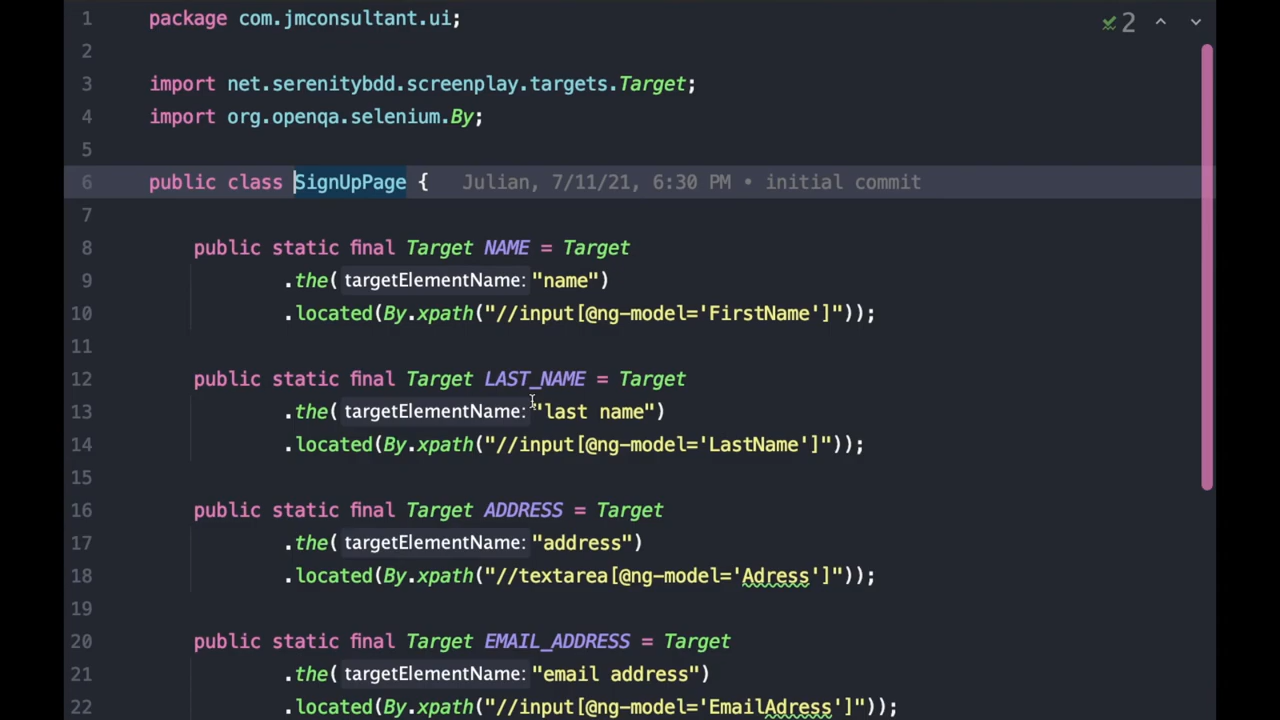 2
1 package com.jmconsultant.ui;
2
3 import net.serenitybdd.screenplay.targets.Target;
4 import org.openqa.selenium.By;
5
6 public class SignUpPage { Julian, 7/11/21, 6:30 PM • initial commit
7
8 public static final Target NAME = Target
9 .the( targetElementName: "name")
10 .located(By.xpath("//input[@ng-model='FirstName']"));
11
12 public static final Target LAST_NAME = Target
13 .the( targetElementName: "last name")
14 .located(By.xpath("//input[@ng-model='LastName']"));
15
16 public static final Target ADDRESS = Target
17 .the( targetElementName: "address")
18 .located(By.xpath("//textarea[@ng-model='Adress']"));
19
20 public static final Target EMAIL_ADDRESS = Target
21 .the( targetElementName: "email address")
22 .located(By.xpath("//input[@ng-model='EmailAdress']"));